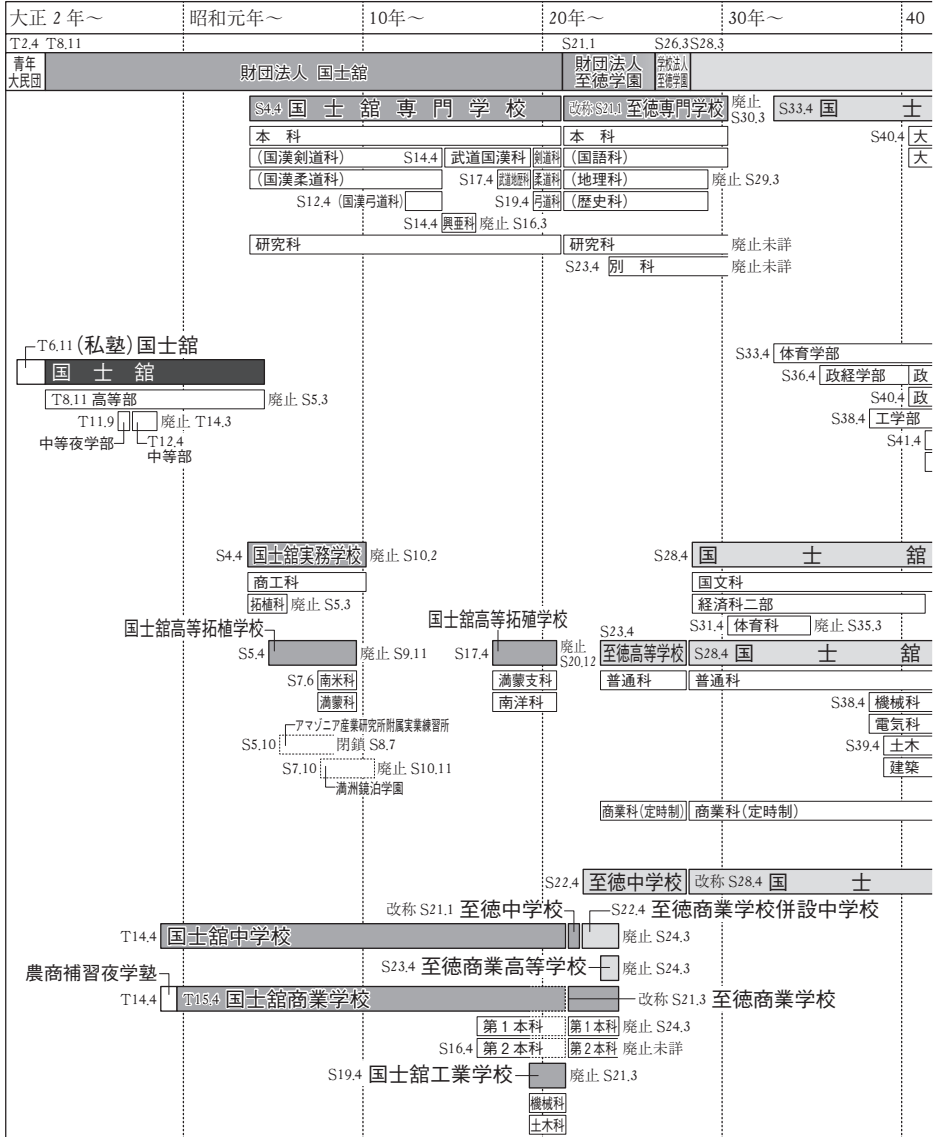 大正 2 年～ 昭和元年～ 10年～ 20年～ 30年～ 40
T2.4 T8.11 S21.1 S26.3 S28.3
青年大民団 財団法人 国士舘 財団法人 至徳学園 学校法人 至徳学園
S4.4 国士舘専門学校 改称 S21.1 至徳専門学校 廃止 S30.3 S33.4 国士
本科 本科 S40.4 大
(国漢剣道科) S14.4 武道国漢科 剣道科 (国語科) 大
(国漢柔道科) S17.4 武道地歴科 柔道科 (地理科) 廃止 S29.3
S12.4 (国漢弓道科) S19.4 弓道科 (歴史科)
S14.4 興亜科 廃止 S16.3
研究科 研究科 廃止未詳
S23.4 別科 廃止未詳
T6.11 (私塾)国士舘
S33.4 体育学部
国士舘
S36.4 政経学部 政
T8.11 高等部 廃止 S5.3 S40.4 政
T11.9 廃止 T14.3 S38.4 工学部
中等夜学部 T12.4 中等部 S41.4
S4.4 国士舘実務学校 廃止 S10.2 S28.4 国士舘
商工科 国文科
拓植科 廃止 S5.3 経済科二部
国士舘高等拓植学校 国士舘高等拓殖学校 S31.4 体育科 廃止 S35.3
S23.4
S5.4 廃止 S9.11 S17.4 廃止 S20.12 至徳高等学校 S28.4 国士舘
S7.6 南米科 満蒙支科 普通科 普通科
満蒙科 南洋科 S38.4 機械科
電気科
アマゾニア産業研究所附属実業練習所
S5.10 閉鎖 S8.7 S39.4 土木
S7.10 廃止 S10.11 建築
満洲鏡泊学園
商業科(定時制) 商業科(定時制)
S22.4 至徳中学校 改称 S28.4 国士
改称 S21.1 至徳中学校 S22.4 至徳商業学校併設中学校
T14.4 国士舘中学校 廃止 S24.3
S23.4 至徳商業高等学校 廃止 S24.3
農商補習夜学塾
T14.4 T15.4 国士舘商業学校 改称 S21.3 至徳商業学校
第1本科 第1本科 廃止 S24.3
S16.4 第2本科 第2本科 廃止未詳
S19.4 国士舘工業学校 廃止 S21.3
機械科
土木科